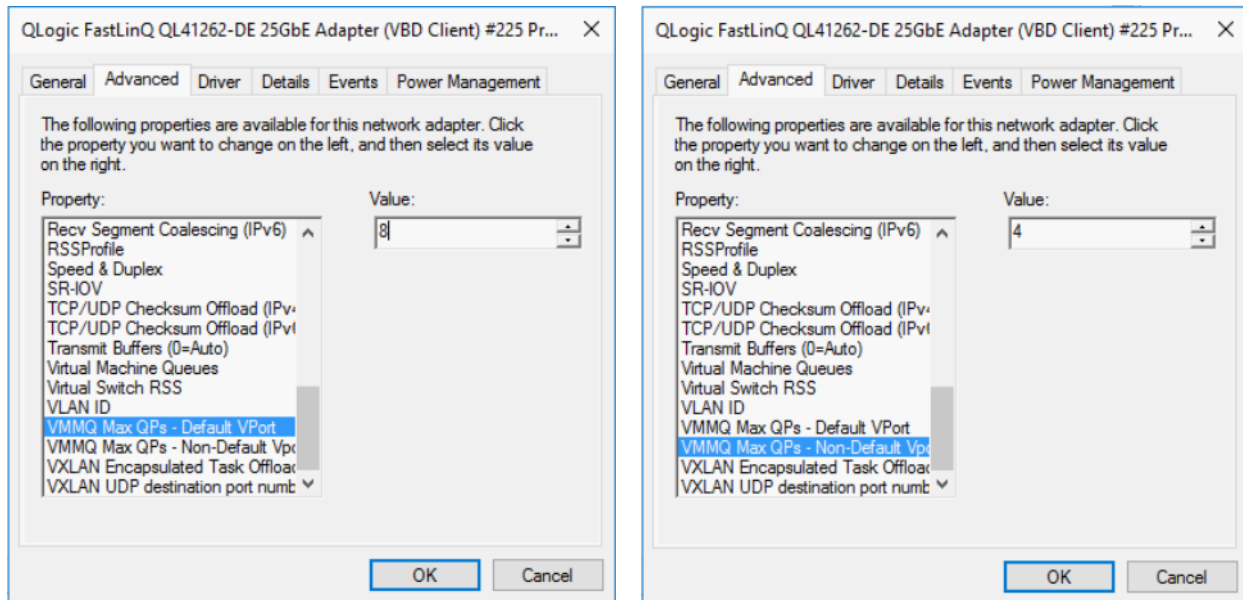 QLogic FastLinQ QL41262-DE 25GbE Adapter (VBD Client) #225 Pr...
General Advanced Driver Details Events Power Management
The following properties are available for this network adapter. Click
the property you want to change on the left, and then select its value
on the right.
Property:
Value:
Recv Segment Coalescing (IPv6)
RSSProfile
Speed & Duplex
SR-IOV
TCP/UDP Checksum Offload (IPv4
TCP/UDP Checksum Offload (IPv6
Transmit Buffers (0=Auto)
Virtual Machine Queues
Virtual Switch RSS
VLAN ID
VMMQ Max QPs - Default VPort
VMMQ Max QPs - Non-Default Vpo
VXLAN Encapsulated Task Offload
VXLAN UDP destination port numb
8
OK
Cancel
QLogic FastLinQ QL41262-DE 25GbE Adapter (VBD Client) #225 Pr...
General Advanced Driver Details Events Power Management
The following properties are available for this network adapter. Click
the property you want to change on the left, and then select its value
on the right.
Property:
Value:
Recv Segment Coalescing (IPv6)
RSSProfile
Speed & Duplex
SR-IOV
TCP/UDP Checksum Offload (IPv4
TCP/UDP Checksum Offload (IPv6
Transmit Buffers (0=Auto)
Virtual Machine Queues
Virtual Switch RSS
VLAN ID
VMMQ Max QPs - Default VPort
VMMQ Max QPs - Non-Default Vpo
VXLAN Encapsulated Task Offload
VXLAN UDP destination port numb
4
OK
Cancel